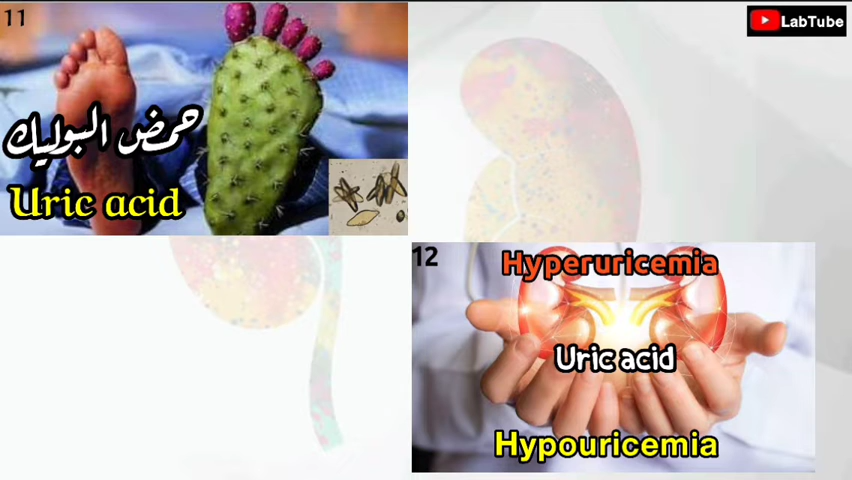 11
LabTube
حمض البوليك
Uric acid
12
Hyperuricemia
Uric acid
Hypouricemia